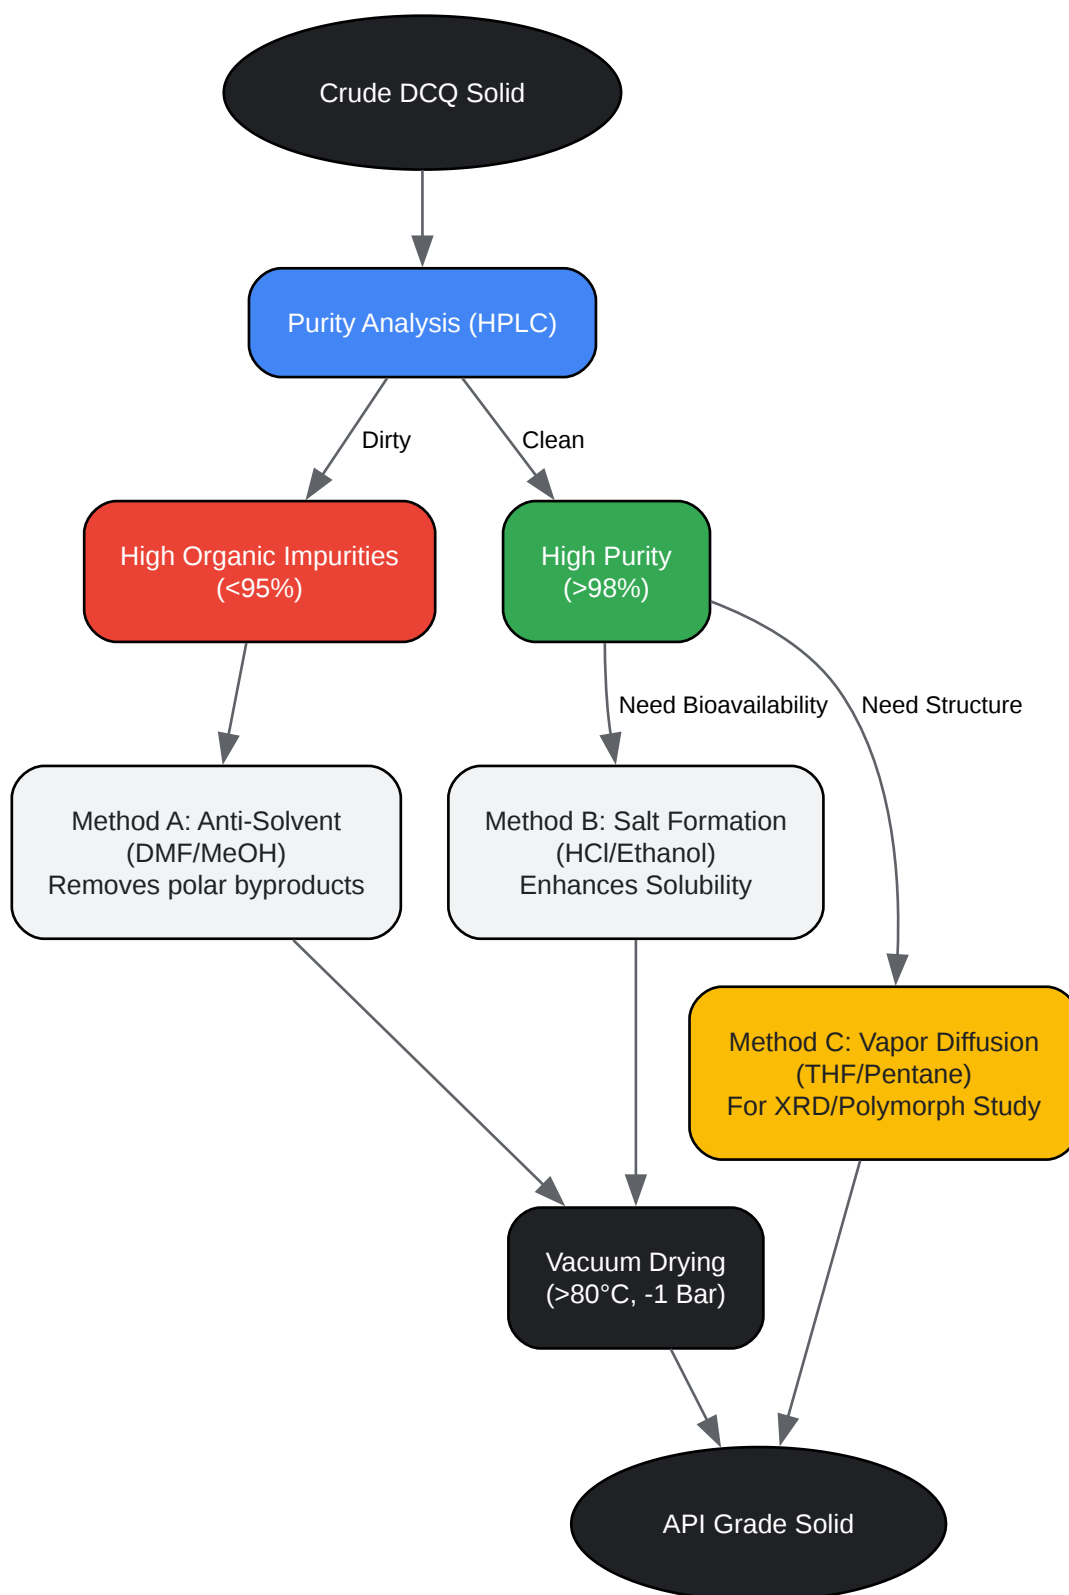 Crude DCQ Solid
Purity Analysis (HPLC)
Dirty
Clean
High Organic Impurities
(<95%)
High Purity
(>98%)
Need Bioavailability
Need Structure
Method A: Anti-Solvent
(DMF/MeOH)
Removes polar byproducts
Method B: Salt Formation
(HCl/Ethanol)
Enhances Solubility
Method C: Vapor Diffusion
(THF/Pentane)
For XRD/Polymorph Study
Vacuum Drying
(>80°C, -1 Bar)
API Grade Solid